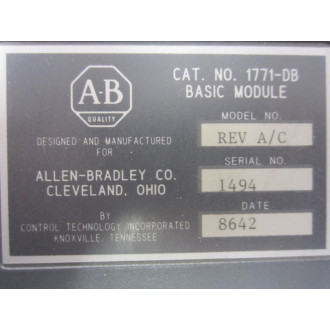 A-B
QUALITY
CAT. NO. 1771-DB
BASIC MODULE
MODEL NO.
REV A/C
DESIGNED AND MANUFACTURED
FOR
SERIAL NO.
1494
ALLEN-BRADLEY CO.
CLEVELAND, OHIO
DATE
8642
BY
CONTROL TECHNOLOGY INCORPORATED
KNOXVILLE, TENNESSEE